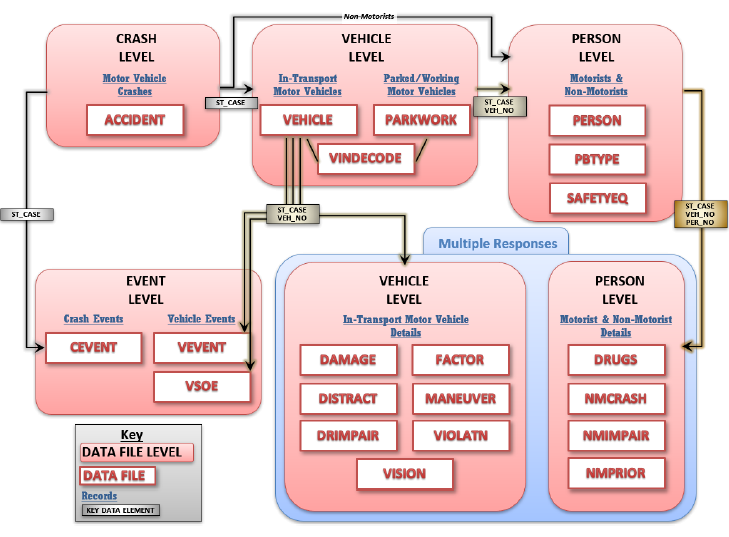 Non-Motorists
CRASH
LEVEL
Motor Vehicle
Crashes
ACCIDENT
ST_CASE
VEHICLE
LEVEL
In-Transport
Motor Vehicles
Parked/Working
Motor Vehicles
VEHICLE
PARKWORK
VINDECODE
ST_CASE
VEH_NO
PERSON
LEVEL
Motorists &
Non-Motorists
PERSON
PBTYPE
SAFETYEQ
ST_CASE
ST_CASE
VEH_NO
ST_CASE
VEH_NO
PER_NO
Multiple Responses
EVENT
LEVEL
Crash Events
Vehicle Events
CEVENT
VEVENT
VSOE
VEHICLE
LEVEL
In-Transport Motor Vehicle
Details
DAMAGE
FACTOR
DISTRACT
MANEUVER
DRIMPAIR
VIOLATN
VISION
PERSON
LEVEL
Motorist & Non-Motorist
Details
DRUGS
NMCRASH
NMIMPAIR
NMPRIOR
Key
DATA FILE LEVEL
DATA FILE
Records
KEY DATA ELEMENT